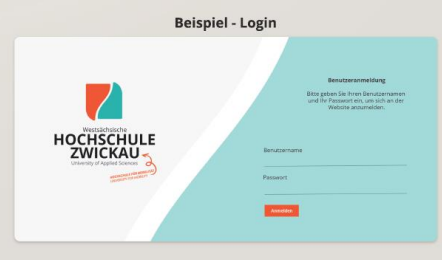 Beispiel - Login
Westsächsische
HOCHSCHULE
ZWICKAU
University of Applied Sciences
Benutzeranmeldung
Bitte geben Sie Ihren Benutzernamen
und Ihr Passwort ein, um sich an der
Website anzumelden.
Benutzername
Passwort
Anmelden